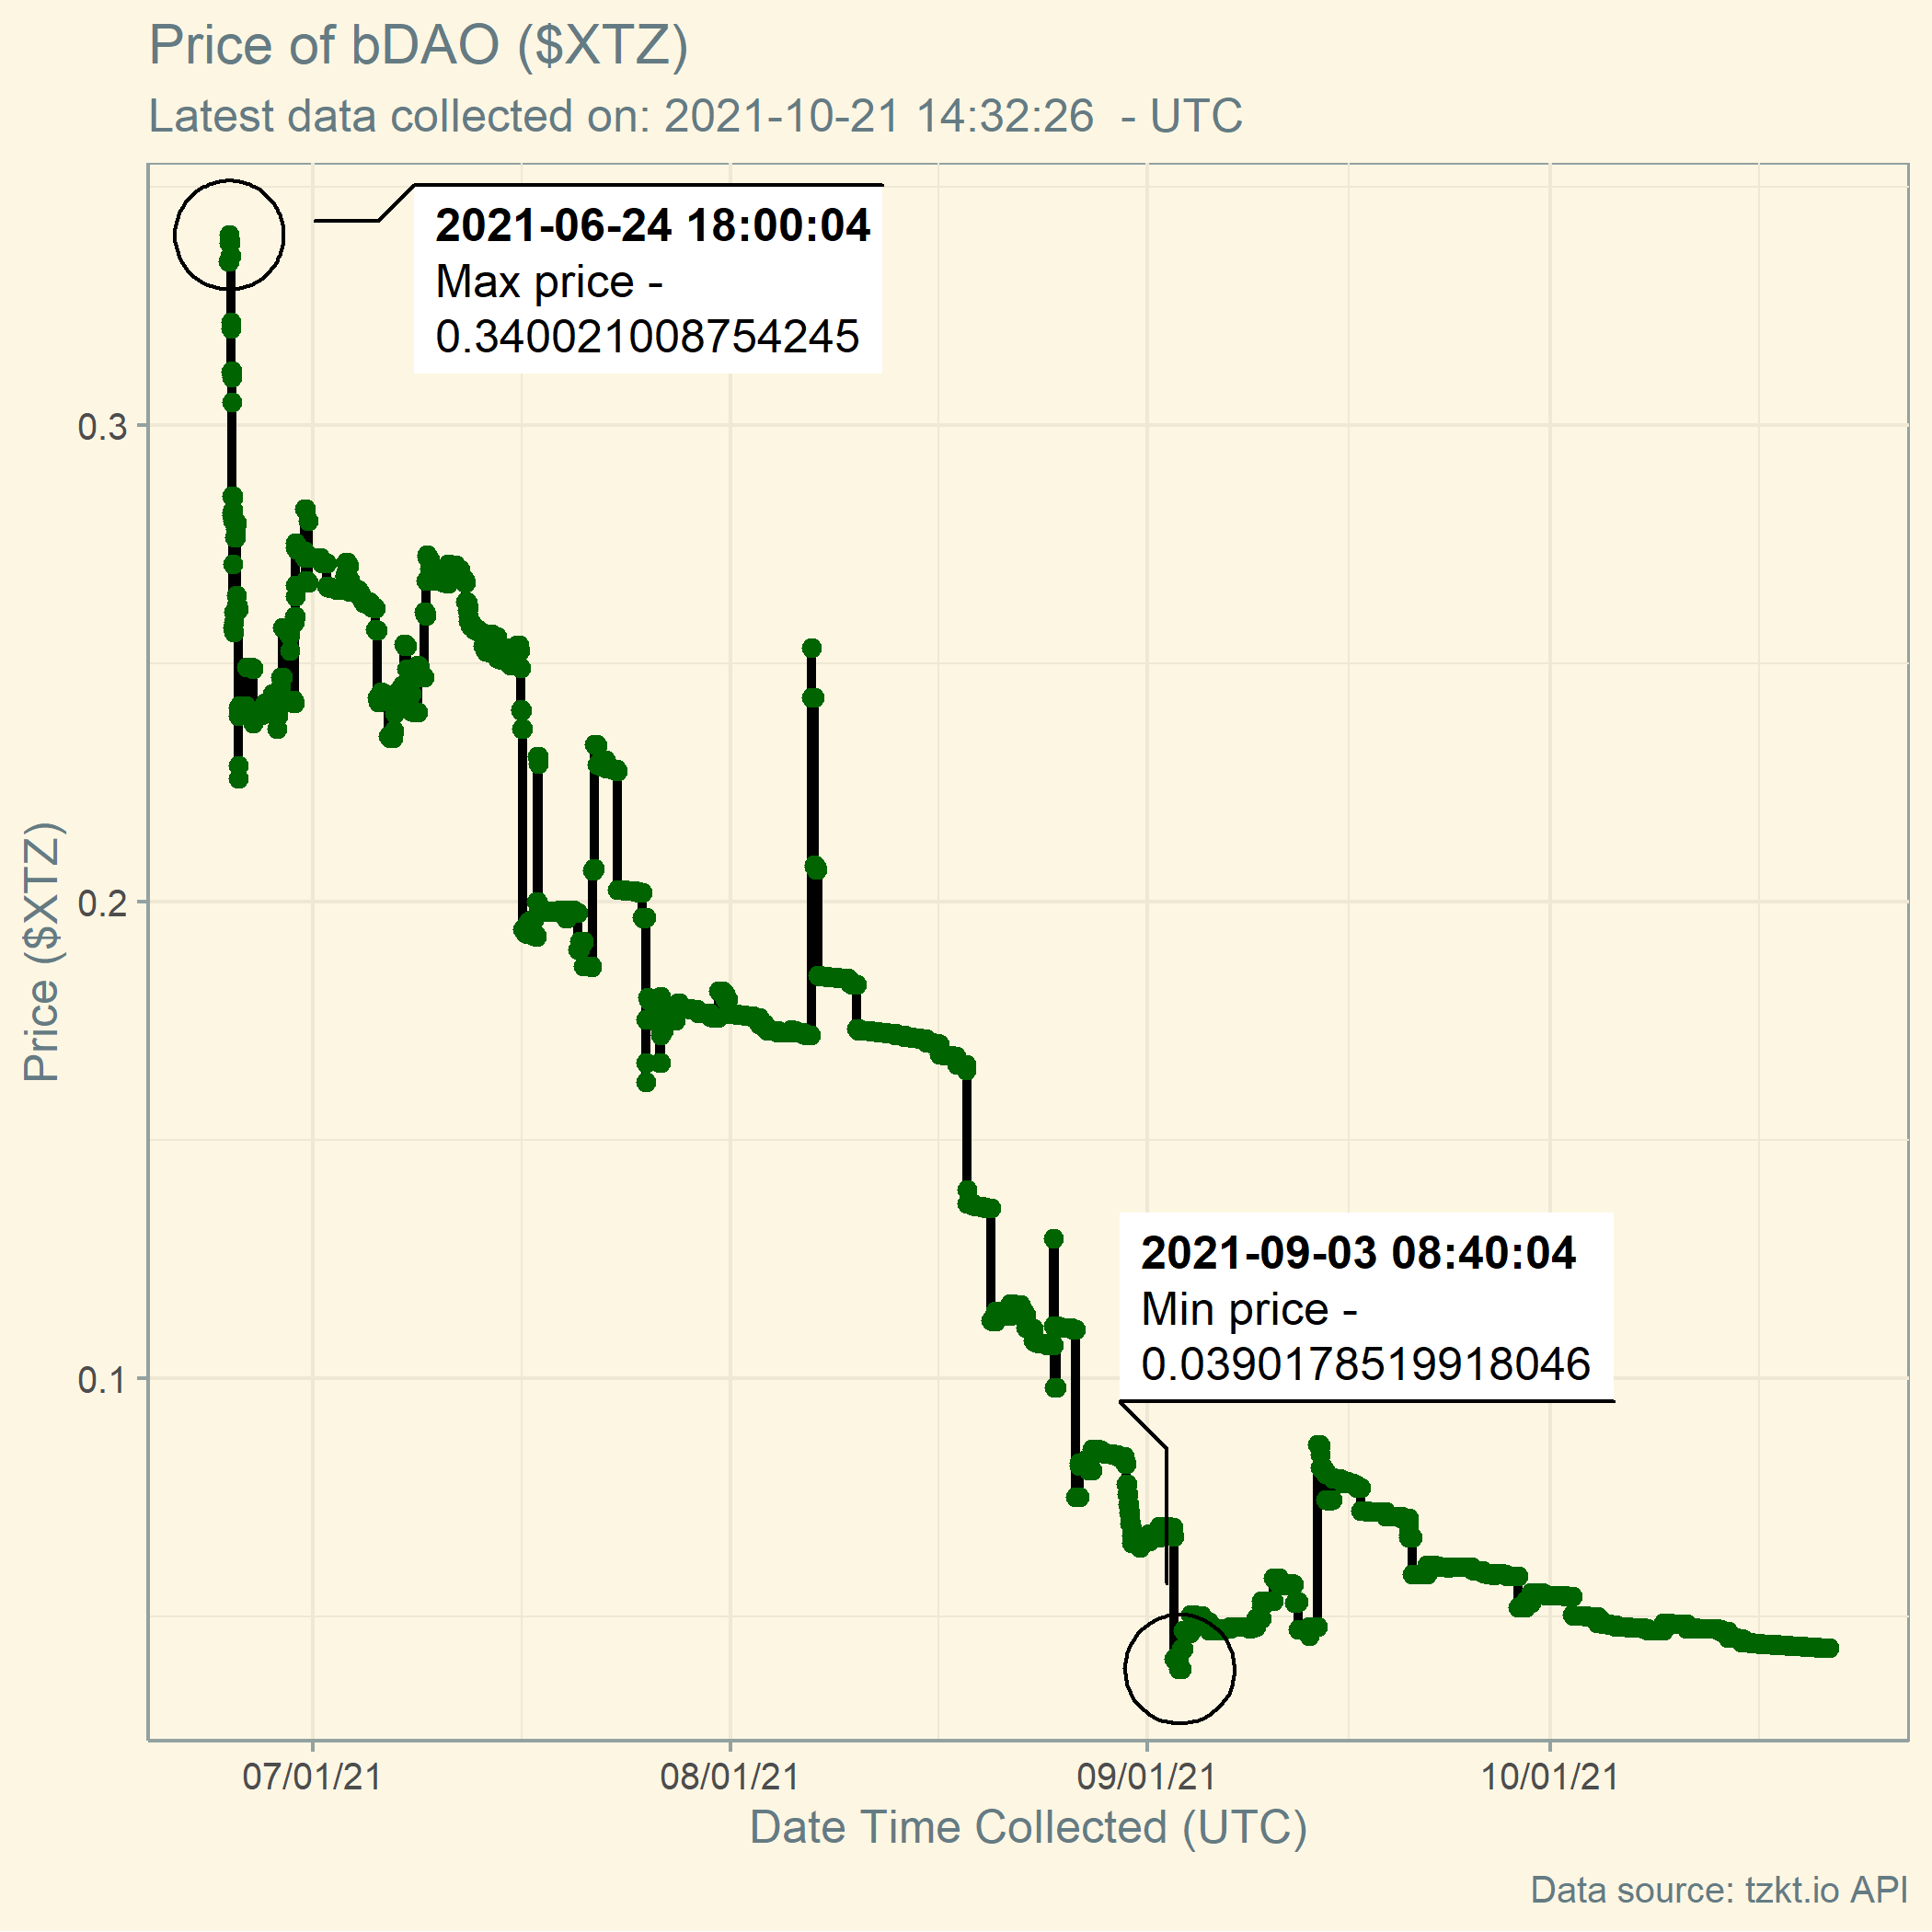 Price of bDAO ($XTZ)
Latest data collected on: 2021-10-21 14:32:26  - UTC
2021-06-24 18:00:04
Max price -
0.340021008754245
0.3
0.2
0.1
Price ($XTZ)
2021-09-03 08:40:04
Min price -
0.0390178519918046
07/01/21
08/01/21
09/01/21
10/01/21
Date Time Collected (UTC)
Data source: tzkt.io API